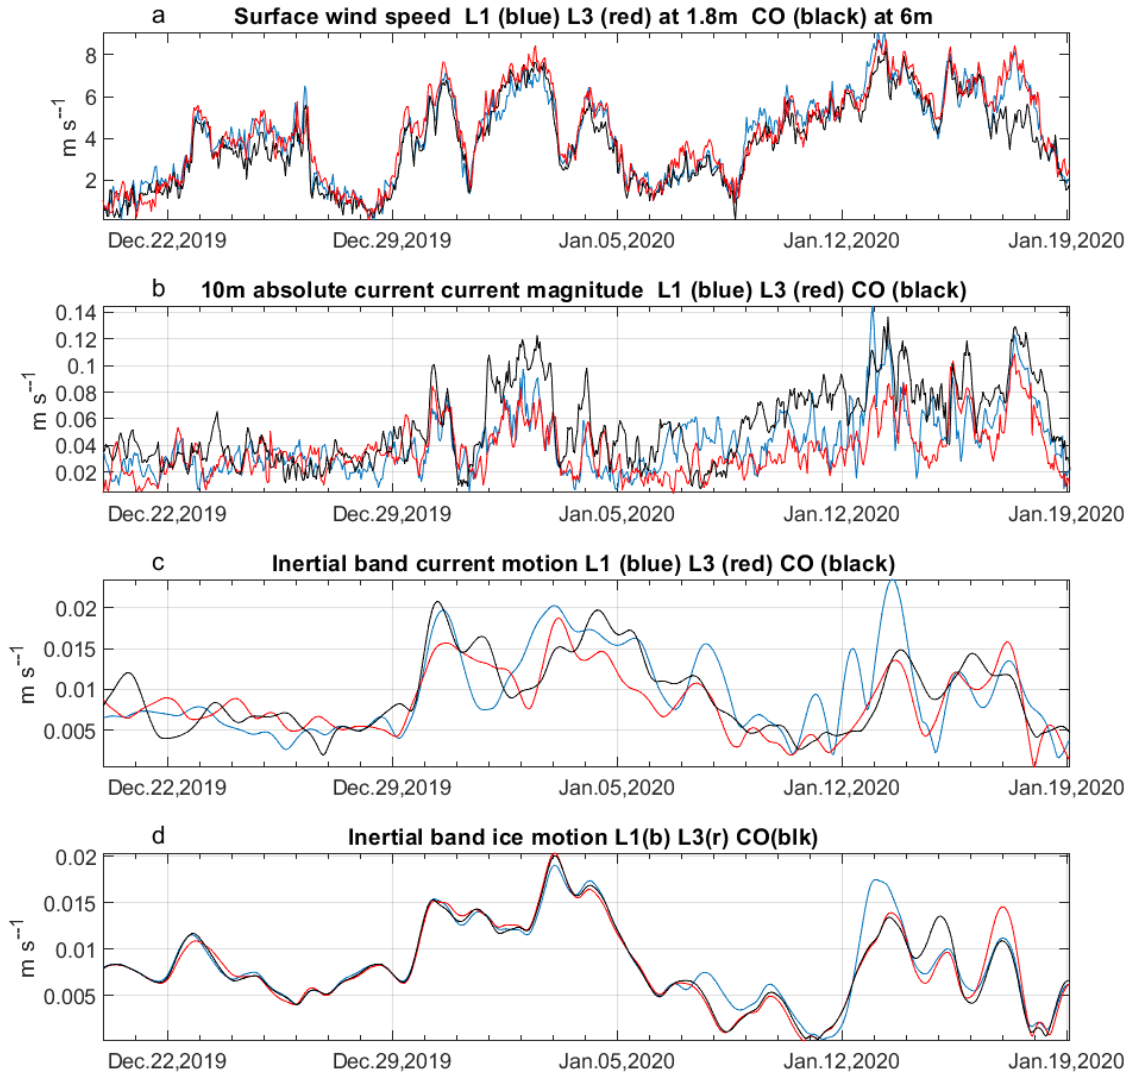 a Surface wind speed L1 (blue) L3 (red) at 1.8m CO (black) at 6m
8
6
4
2
m s--1
Dec.22,2019 Dec.29,2019 Jan.05,2020 Jan.12,2020 Jan.19,2020
b 10m absolute current current magnitude L1 (blue) L3 (red) CO (black)
0.14
0.12
0.1
0.08
0.06
0.04
0.02
m s--1
Dec.22,2019 Dec.29,2019 Jan.05,2020 Jan.12,2020 Jan.19,2020
c Inertial band current motion L1 (blue) L3 (red) CO (black)
0.02
0.015
0.01
0.005
m s--1
Dec.22,2019 Dec.29,2019 Jan.05,2020 Jan.12,2020 Jan.19,2020
d Inertial band ice motion L1(b) L3(r) CO(blk)
0.02
0.015
0.01
0.005
m s--1
Dec.22,2019 Dec.29,2019 Jan.05,2020 Jan.12,2020 Jan.19,2020